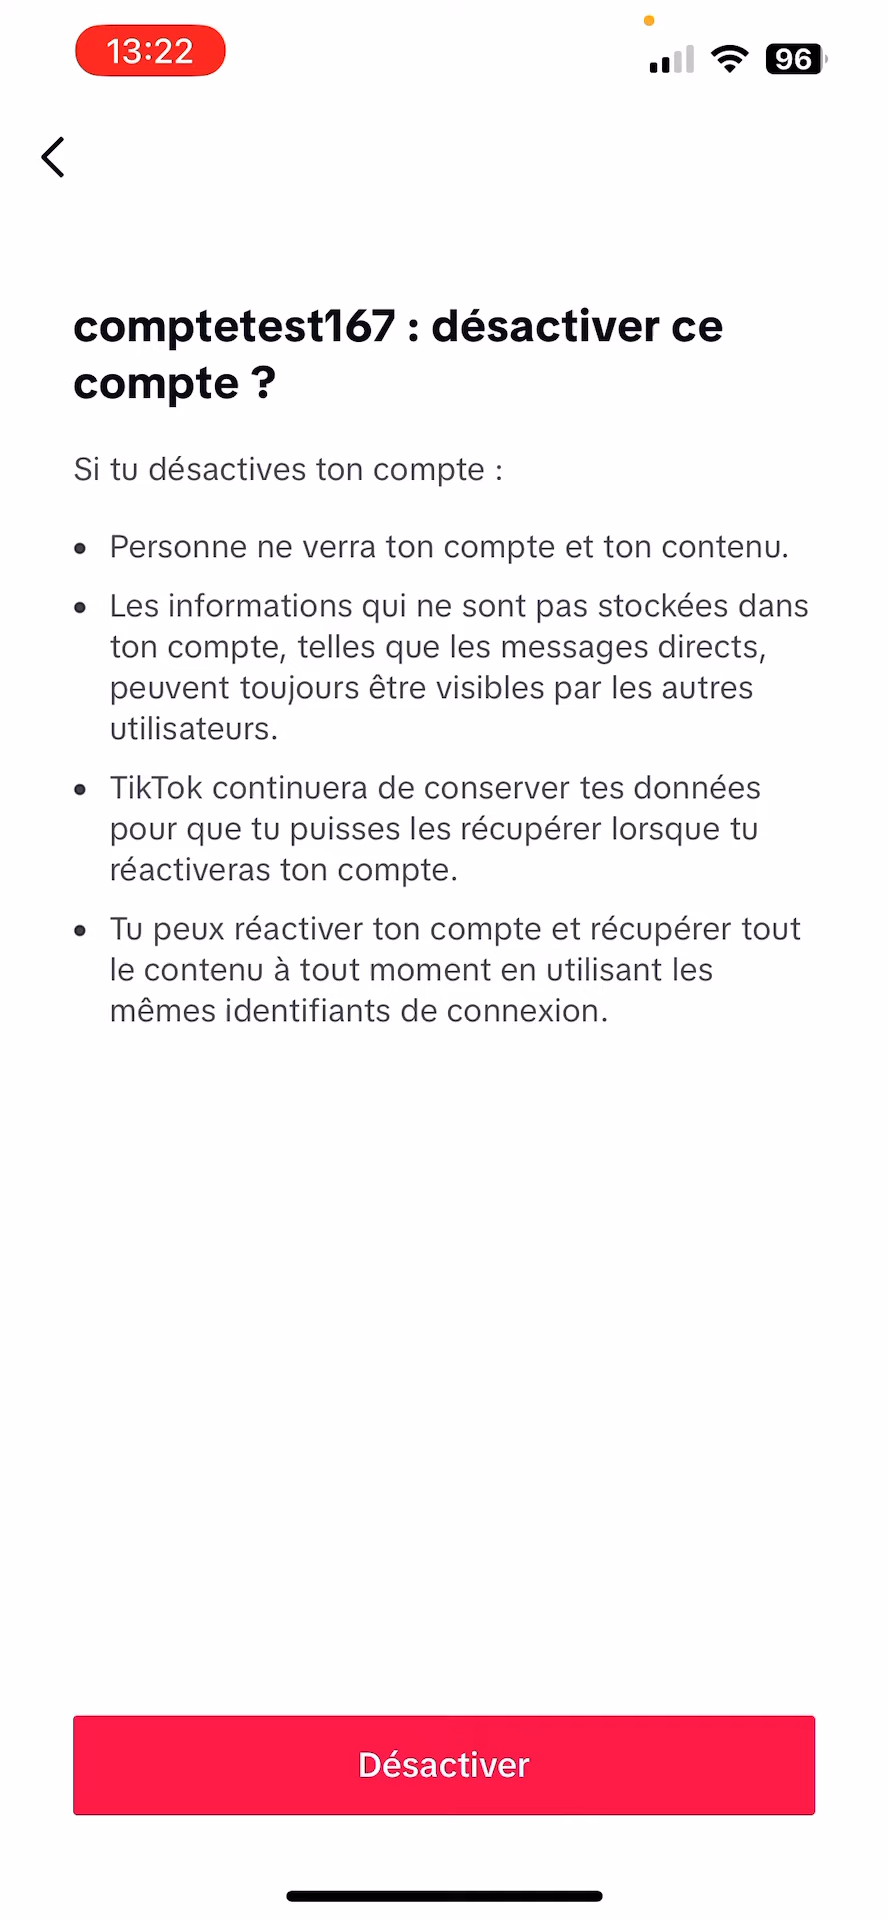 13:22
96
comptetest167 : désactiver ce
compte ?
Si tu désactives ton compte :
• Personne ne verra ton compte et ton contenu.
• Les informations qui ne sont pas stockées dans
ton compte, telles que les messages directs,
peuvent toujours être visibles par les autres
utilisateurs.
• TikTok continuera de conserver tes données
pour que tu puisses les récupérer lorsque tu
réactiveras ton compte.
• Tu peux réactiver ton compte et récupérer tout
le contenu à tout moment en utilisant les
mêmes identifiants de connexion.
Désactiver